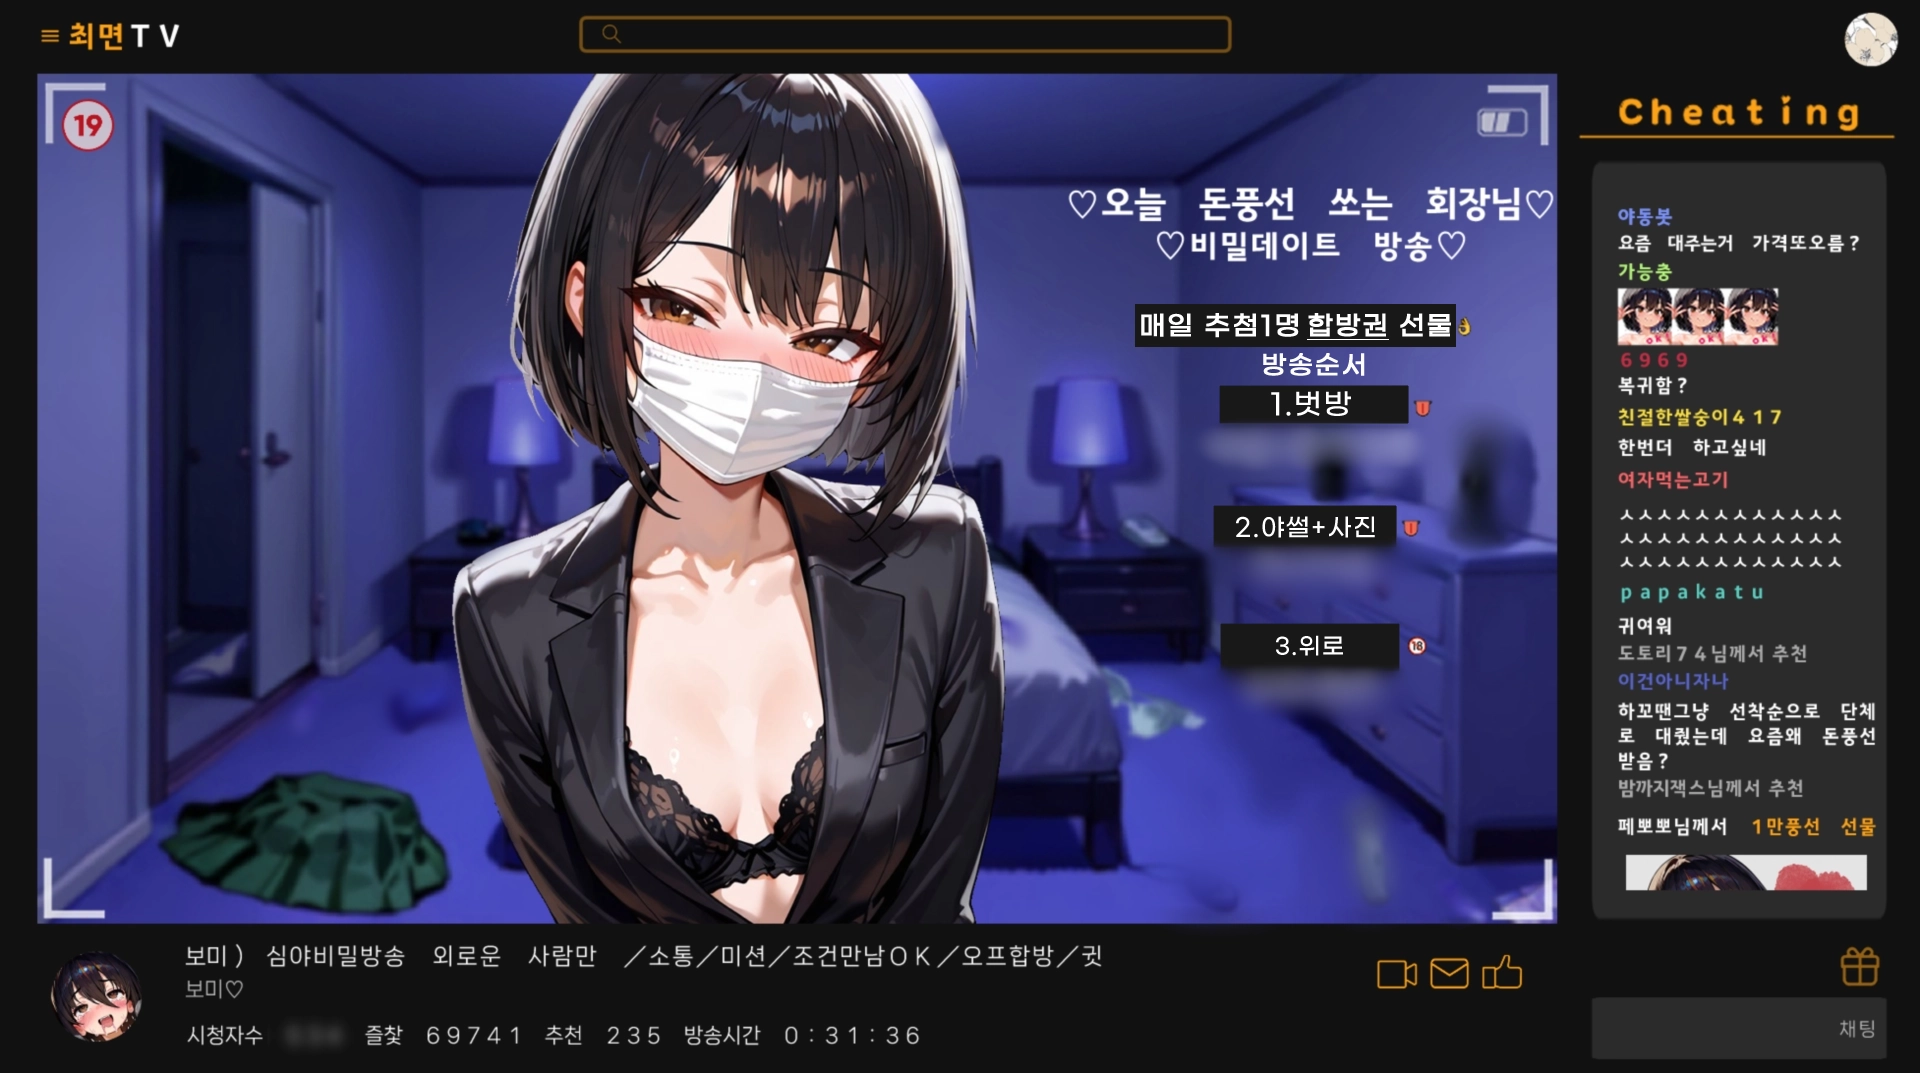 최면TV
19
♡오늘 돈풍선 쏘는 회장님♡
♡비밀데이트 방송♡
매일 추첨1명 합방권 선물
방송순서
1.벗방
2.야썰+사진
3.위로
18
Cheating
야동봇
요즘 대주는거 가격또오름?
가능충
6969
복귀함?
친절한쌀숭이417
한번더 하고싶네
여자먹는고기
ㅅㅅㅅㅅㅅㅅㅅㅅㅅㅅㅅㅅ
ㅅㅅㅅㅅㅅㅅㅅㅅㅅㅅㅅㅅ
ㅅㅅㅅㅅㅅㅅㅅㅅㅅㅅㅅㅅ
papakatu
귀여워
도토리74님께서 추천
이건아니자나
하꼬땐그냥 선착순으로 단체
로 대줬는데 요즘왜 돈풍선
받음?
밤까지잭스님께서 추천
페뽀뽀님께서 1만풍선 선물
보미) 심야비밀방송 외로운 사람만 /소통/미션/조건만남OK/오프합방/귓
보미♡
시청자수 즐찾 69741 추천 235 방송시간 0:31:36
채팅